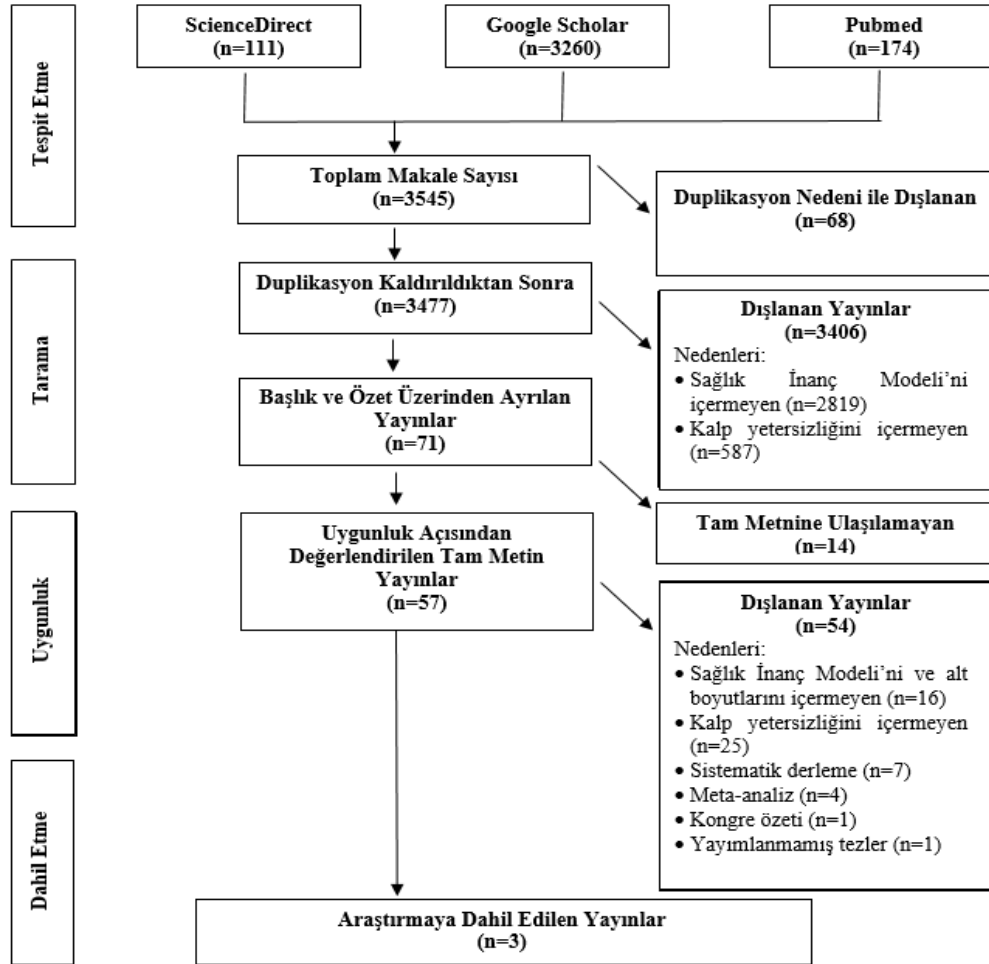 ScienceDirect
(n=111)
Google Scholar
(n=3260)
Pubmed
(n=174)
Tespit Etme
Toplam Makale Sayısı
(n=3545)
Duplikasyon Nedeni ile Dışlanan
(n=68)
Tarama
Duplikasyon Kaldırıldıktan Sonra
(n=3477)
Dışlanan Yayınlar
(n=3406)
Nedenleri:
• Sağlık İnanç Modeli’ni
içermeyen (n=2819)
• Kalp yetersizliğini içermeyen
(n=587)
Başlık ve Özet Üzerinden Ayrılan
Yayınlar
(n=71)
Tam Metnine Ulaşılamayan
(n=14)
Uygunluk
Uygunluk Açısından
Değerlendirilen Tam Metin
Yayınlar
(n=57)
Dışlanan Yayınlar
(n=54)
Nedenleri:
• Sağlık İnanç Modeli’ni ve alt
boyutlarını içermeyen (n=16)
• Kalp yetersizliğini içermeyen
(n=25)
• Sistematik derleme (n=7)
• Meta-analiz (n=4)
• Kongre özeti (n=1)
• Yayımlanmamış tezler (n=1)
Dahil Etme
Araştırmaya Dahil Edilen Yayınlar
(n=3)